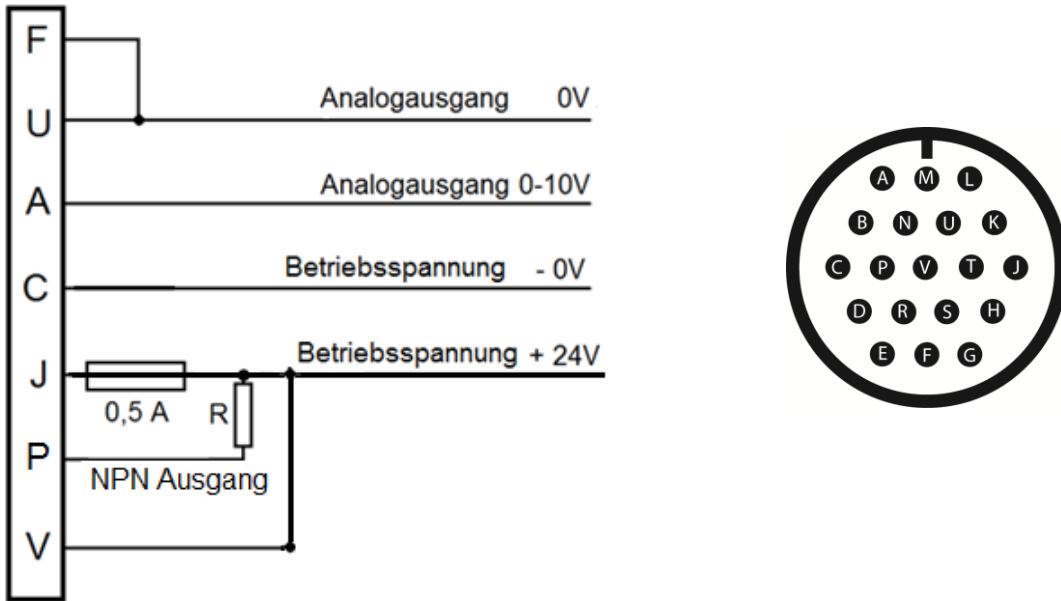 F
U
Analogausgang 0V
A
Analogausgang 0-10V
C
Betriebsspannung - 0V
J
Betriebsspannung + 24V
0,5 A
R
P
NPN Ausgang
V
A M L
B N U K
C P V T J
D R S H
E F G